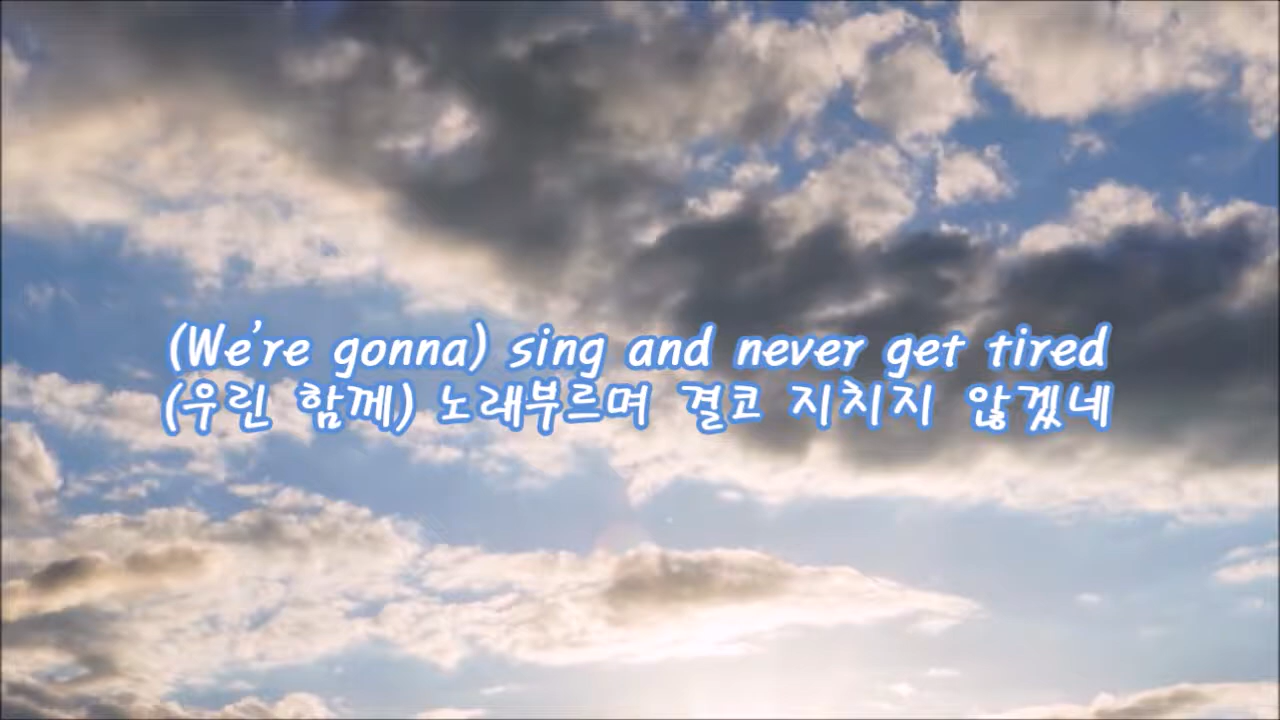 (We’re gonna) sing and never get tired
(우린 함께) 노래부르며 결코 지치지 않겠네